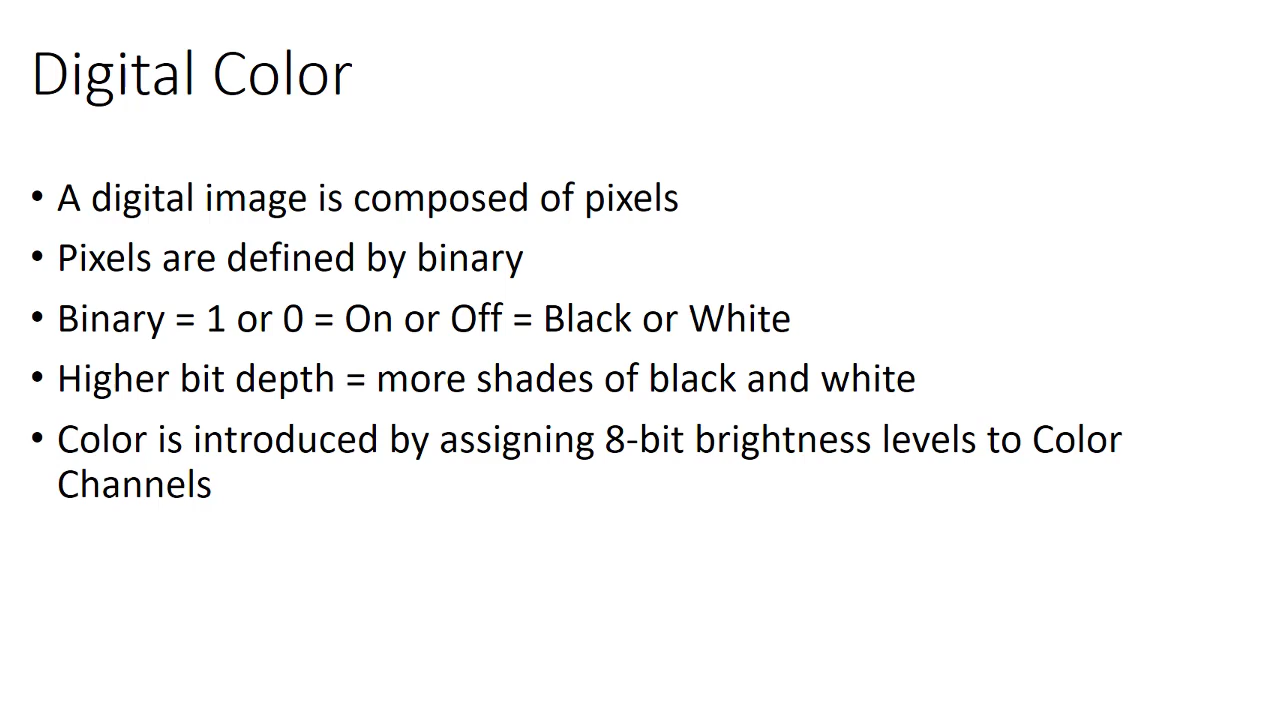 Digital Color
• A digital image is composed of pixels
• Pixels are defined by binary
• Binary = 1 or 0 = On or Off = Black or White
• Higher bit depth = more shades of black and white
• Color is introduced by assigning 8-bit brightness levels to Color
Channels